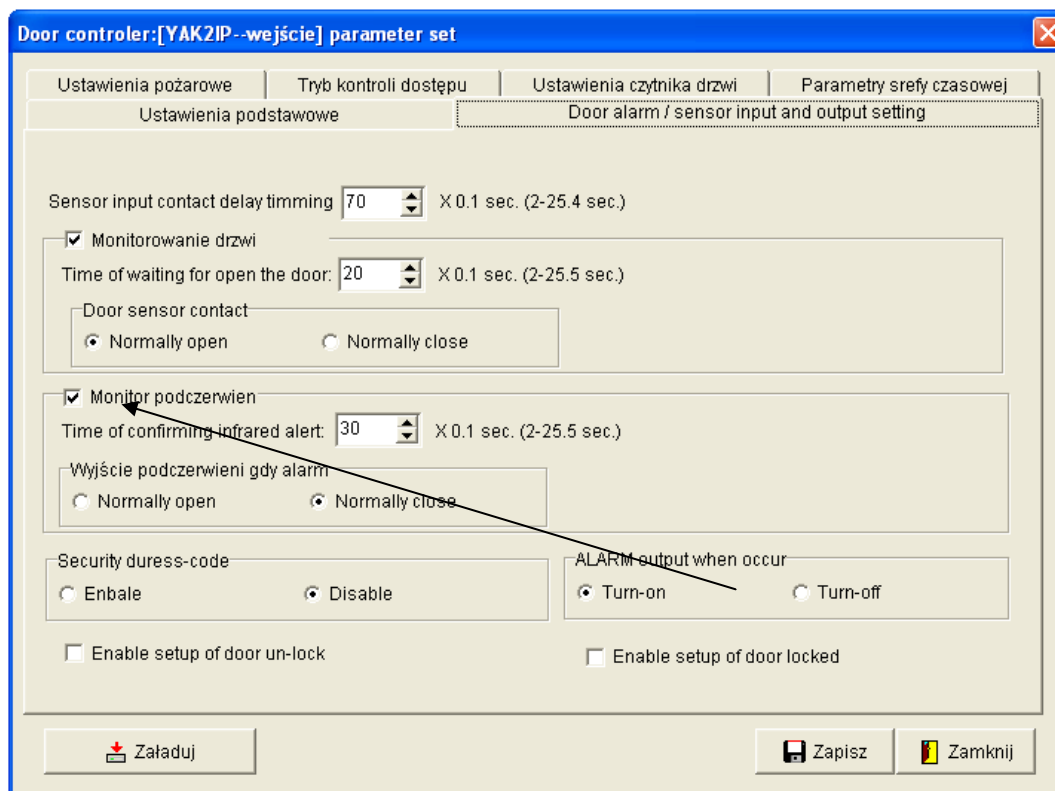 Door controler:[YAK2IP--wejście] parameter set
Ustawienia pożarowe Tryb kontroli dostępu Ustawienia czytnika drzwi Parametry srefy czasowej
Ustawienia podstawowe Door alarm / sensor input and output setting
Sensor input contact delay timming 70 X 0.1 sec. (2-25.4 sec.)
Monitorowanie drzwi
Time of waiting for open the door: 20 X 0.1 sec. (2-25.5 sec.)
Door sensor contact
Normally open Normally close
Monitor podczerwien
Time of confirming infrared alert: 30 X 0.1 sec. (2-25.5 sec.)
Wyjście podczerwieni gdy alarm
Normally open Normally close
Security duress-code ALARM output when occur
Enbale Disable Turn-on Turn-off
Enable setup of door un-lock Enable setup of door locked
Załaduj Zapisz Zamknij